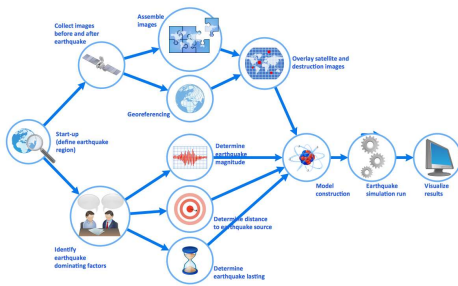 Collect images
before and after
earthquake
Assemble
images
Georeferencing
Overlay satellite and
destruction images
Start-up
(define earthquake
region)
Determine
earthquake
magnitude
Determine distance
to earthquake source
Model
construction
Earthquake
simulation run
Visualize
results
Identify
earthquake
dominating factors
Determine
earthquake lasting